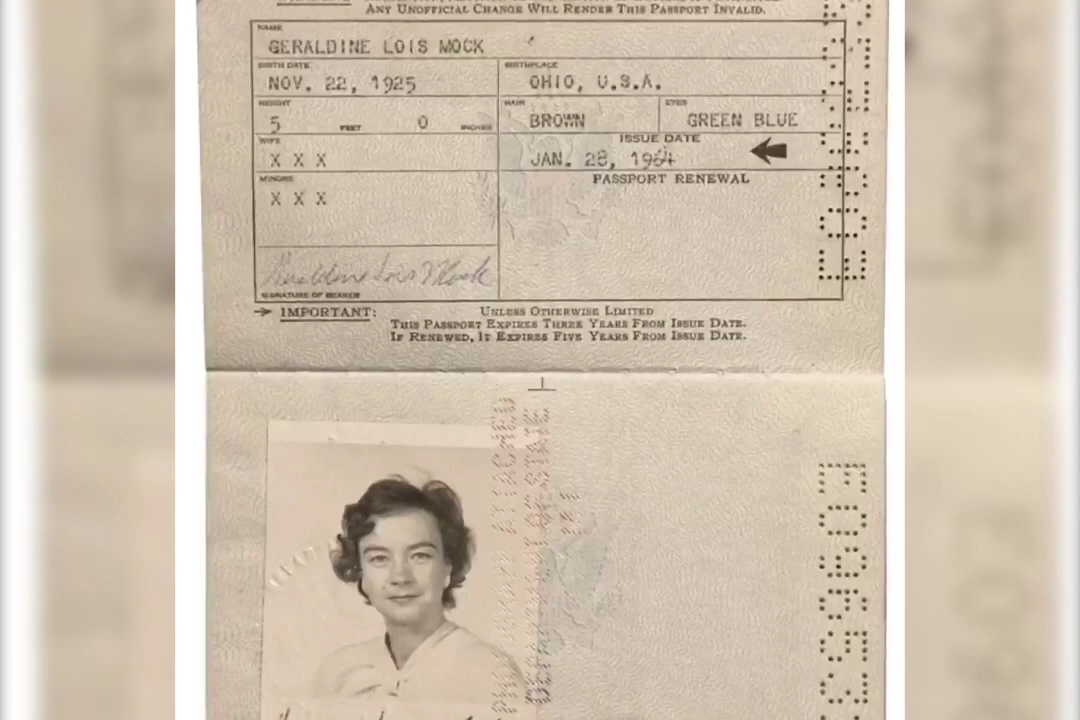 ANY UNOFFICIAL CHANGE WILL RENDER THIS PASSPORT INVALID.
NAME
GERALDINE LOIS MOCK
BIRTH DATE
NOV. 22, 1925
BIRTHPLACE
OHIO, U.S.A.
HEIGHT
5 FEET 0 INCHES
HAIR
BROWN
EYES
GREEN BLUE
WIFE
X X X
ISSUE DATE
JAN. 28, 1964
MINORS
X X X
PASSPORT RENEWAL
Geraldine Lois Mock
SIGNATURE OF BEARER
IMPORTANT:
UNLESS OTHERWISE LIMITED
THIS PASSPORT EXPIRES THREE YEARS FROM ISSUE DATE.
IF RENEWED, IT EXPIRES FIVE YEARS FROM ISSUE DATE.